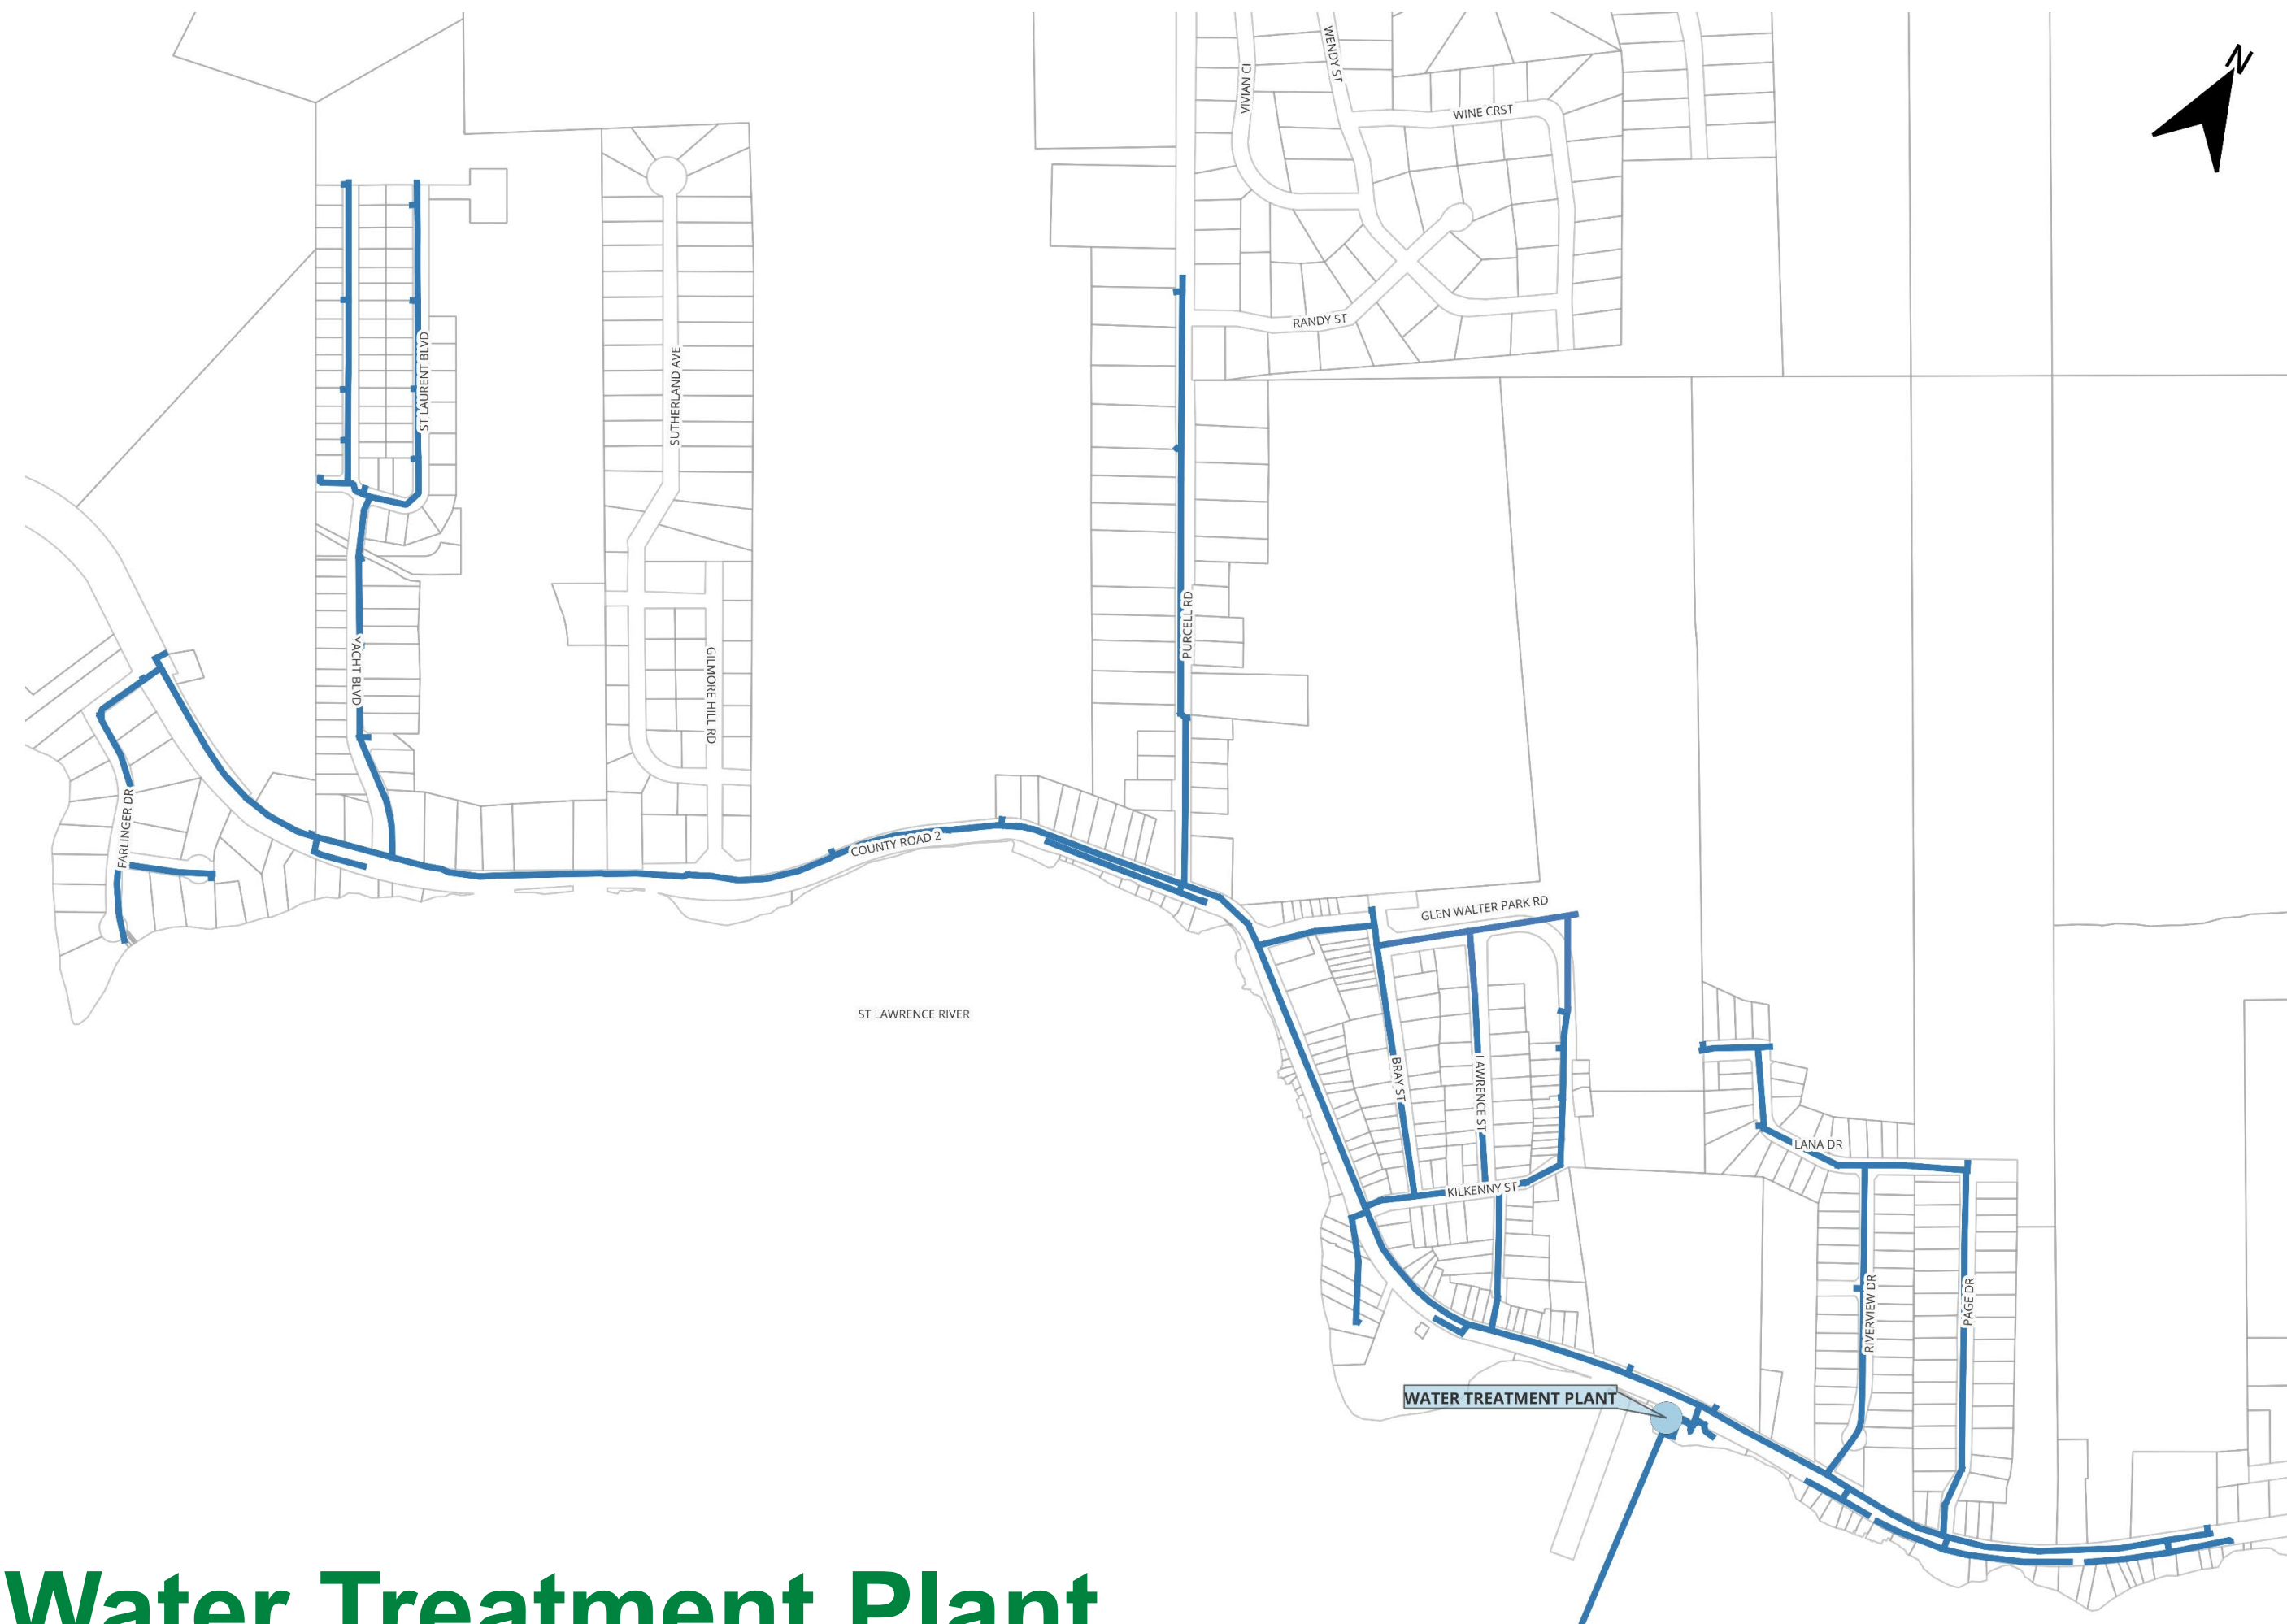 N
VIVIAN CI
WENDY ST
WINE CRST
RANDY ST
ST LAURENT BLVD
SUTHERLAND AVE
PURCELL RD
YACHT BLVD
GILMORE HILL RD
FARLINGER DR
COUNTY ROAD 2
GLEN WALTER PARK RD
ST LAWRENCE RIVER
BRAY ST
LAWRENCE ST
LANA DR
KILKENNY ST
RIVERVIEW DR
PAGE DR
WATER TREATMENT PLANT
Water Treatment Plant